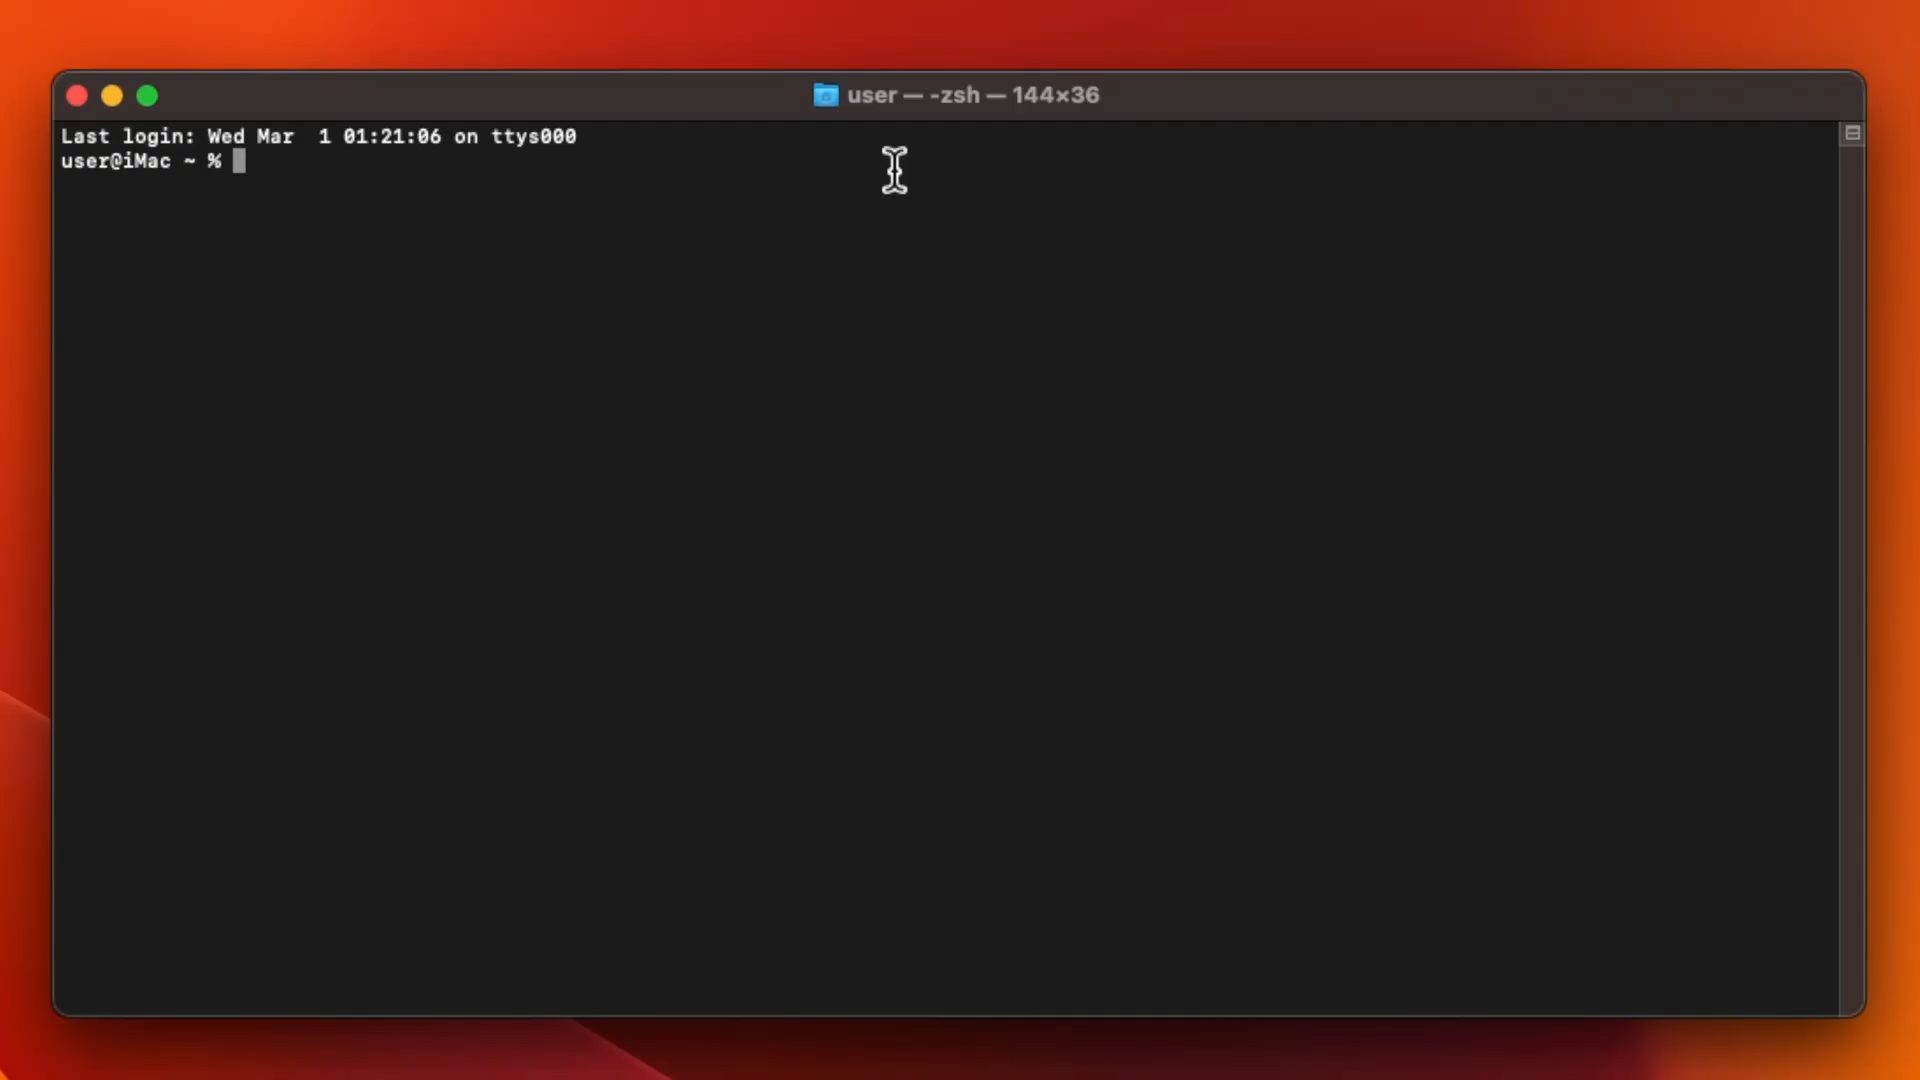 user — -zsh — 144×36
Last login: Wed Mar  1 01:21:06 on ttys000
user@iMac ~ %